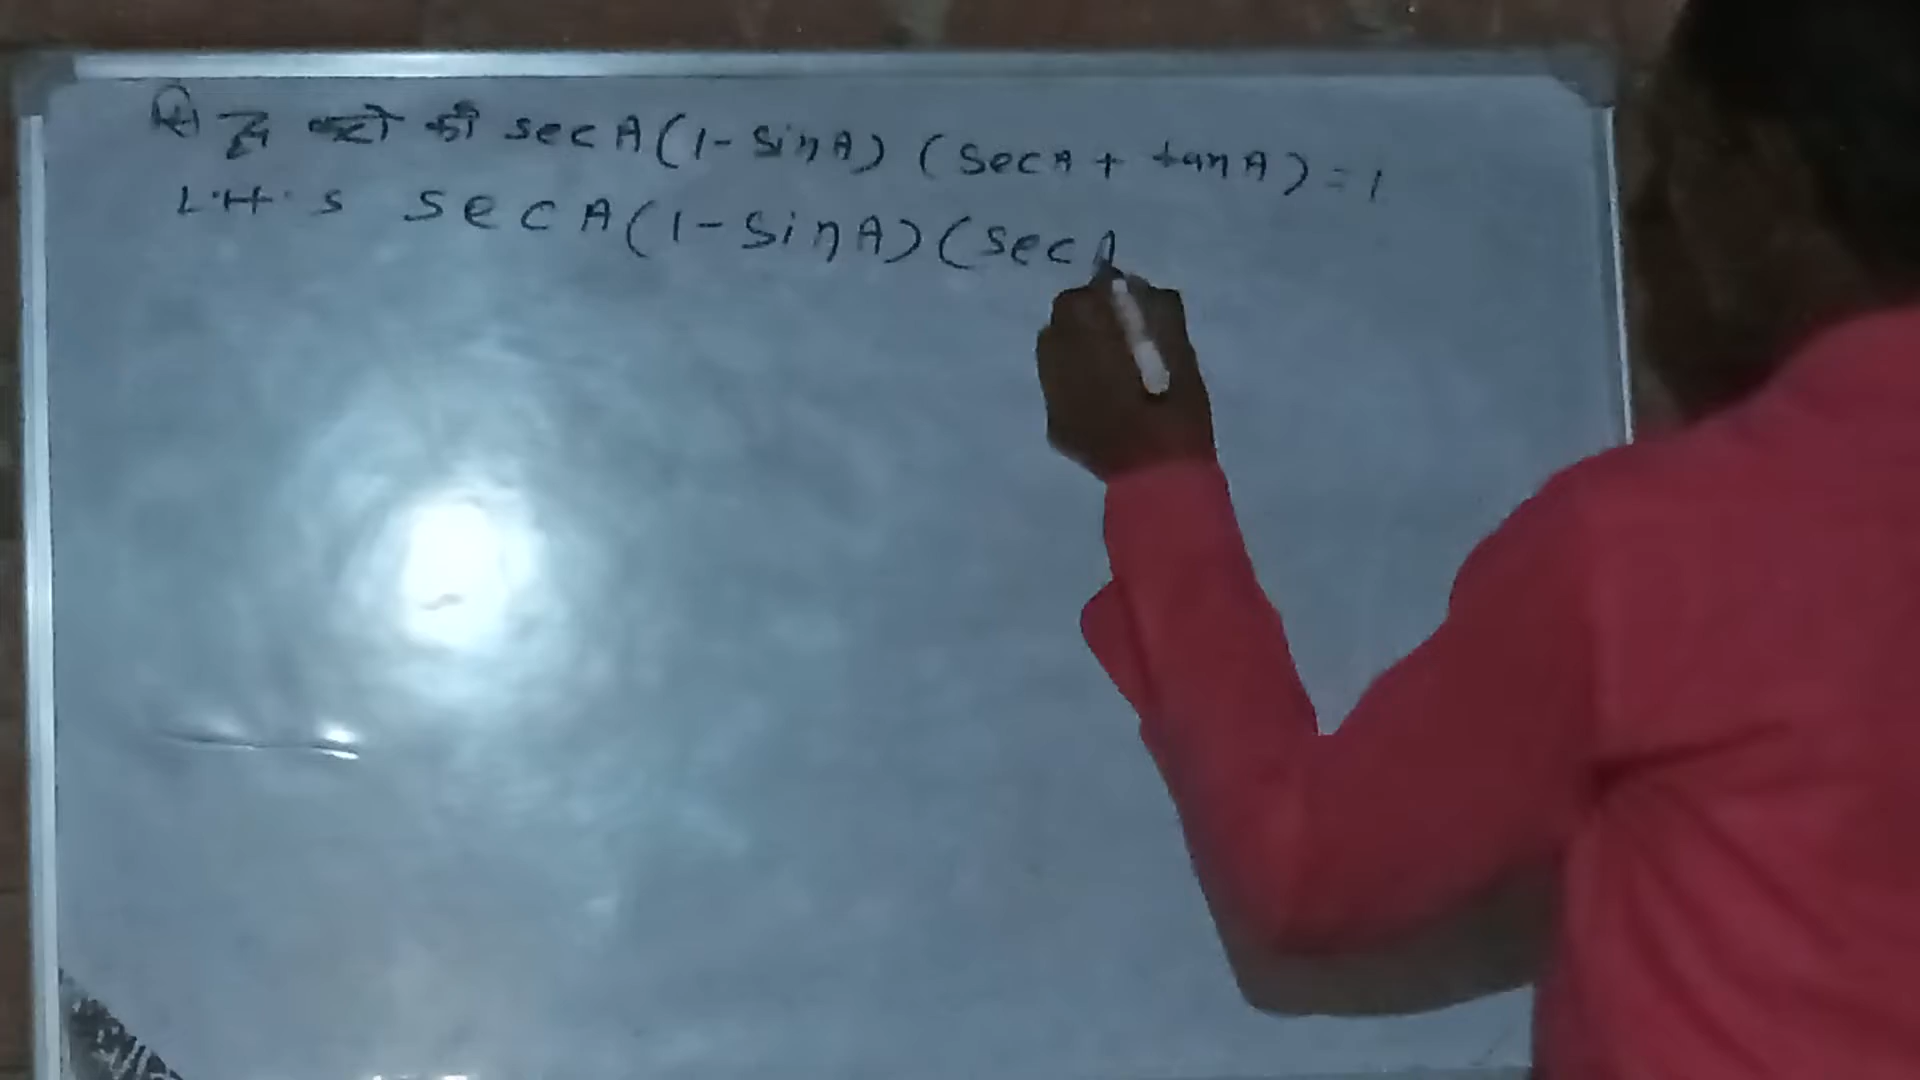 सिद्ध करो की secA(1-sinA) (secA + tanA) = 1
L.H.S secA(1-sinA)(secA